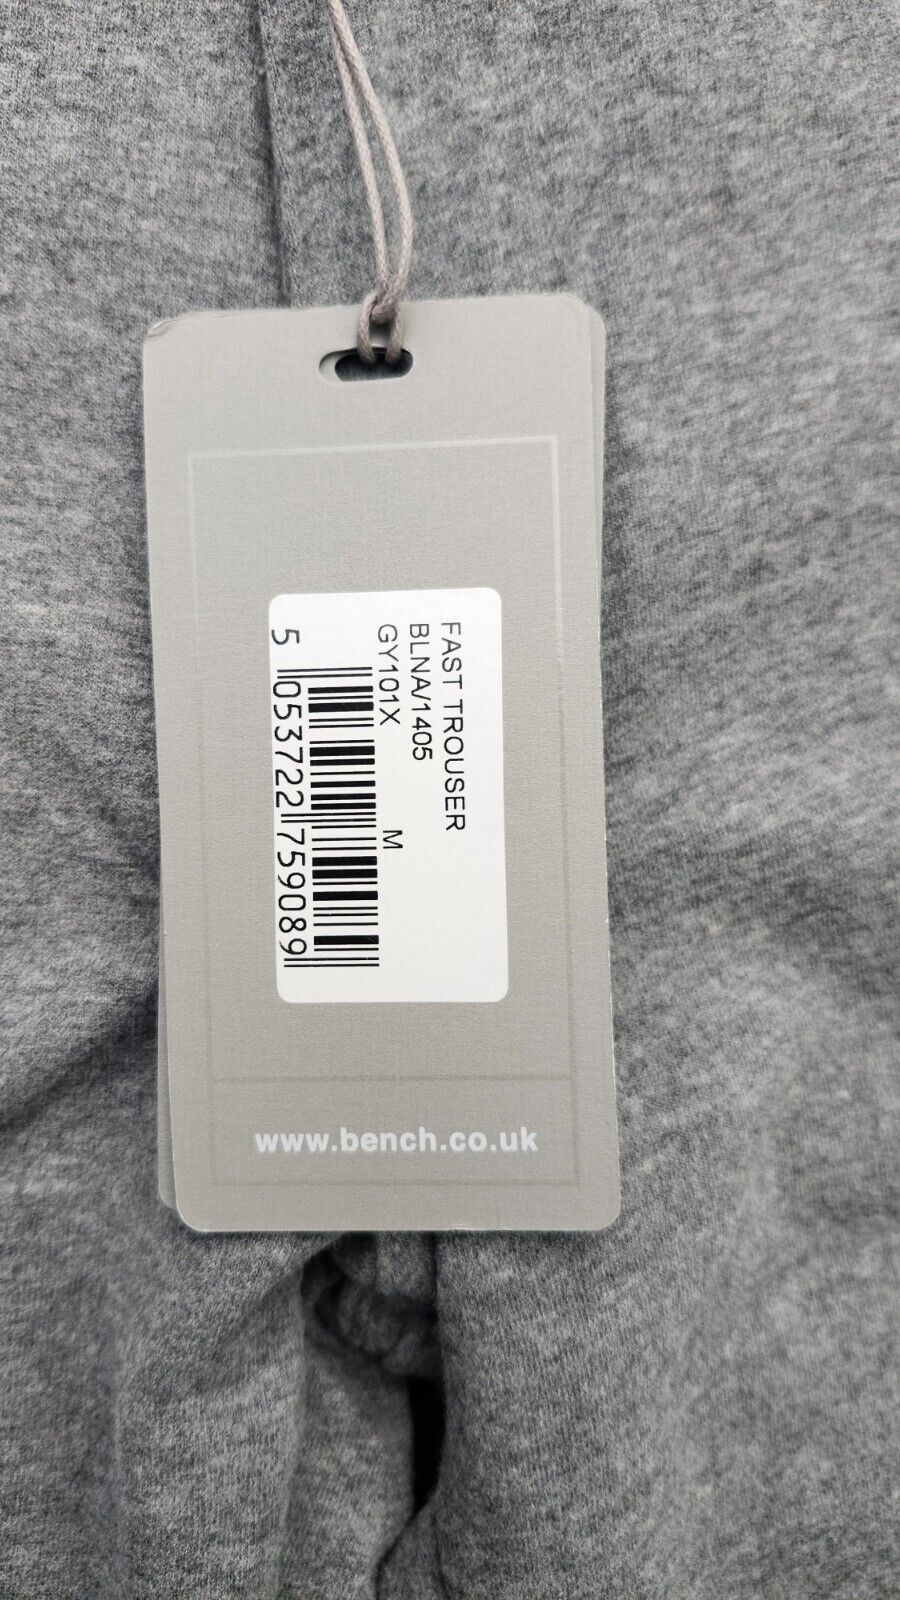 FAST TROUSER
BLNA/1405
GY101X M
5 053722 759089
www.bench.co.uk